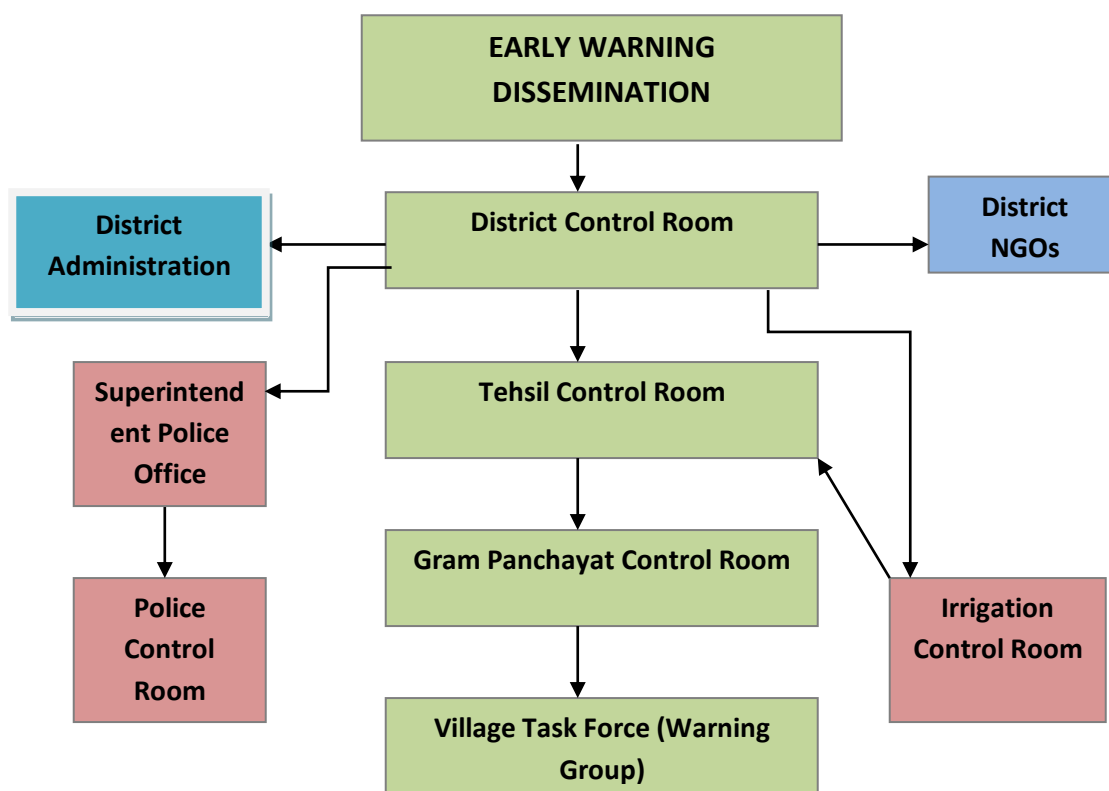 EARLY WARNING
DISSEMINATION
District
Administration
District Control Room
District
NGOs
Superintend
ent Police
Office
Tehsil Control Room
Gram Panchayat Control Room
Police
Control
Room
Irrigation
Control Room
Village Task Force (Warning
Group)